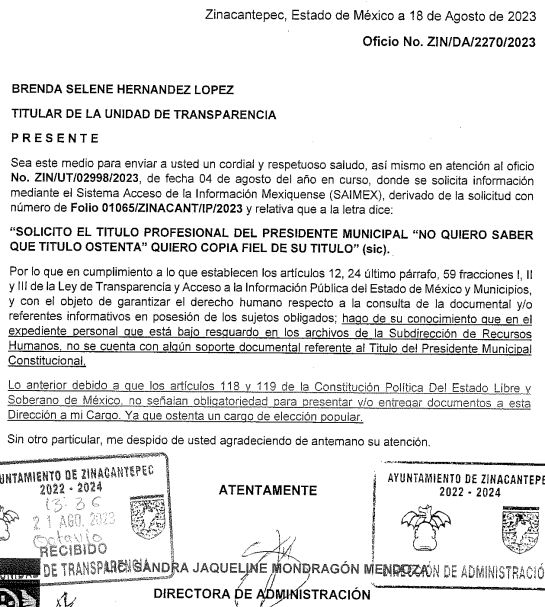 Zinacantepec, Estado de México a 18 de Agosto de 2023
Oficio No. ZIN/DA/2270/2023
BRENDA SELENE HERNANDEZ LOPEZ
TITULAR DE LA UNIDAD DE TRANSPARENCIA
P R E S E N T E
Sea este medio para enviar a usted un cordial y respetuoso saludo, así mismo en atención al oficio
No. ZIN/UT/02998/2023, de fecha 04 de agosto del año en curso, donde se solicita información
mediante el Sistema Acceso de la Información Mexiquense (SAIMEX), derivado de la solicitud con
número de Folio 01065/ZINACANT/IP/2023 y relativa que a la letra dice:
“SOLICITO EL TITULO PROFESIONAL DEL PRESIDENTE MUNICIPAL “NO QUIERO SABER
QUE TITULO OSTENTA” QUIERO COPIA FIEL DE SU TITULO” (sic).
Por lo que en cumplimiento a lo que establecen los artículos 12, 24 último párrafo, 59 fracciones I, II
y III de la Ley de Transparencia y Acceso a la Información Pública del Estado de México y Municipios,
y con el objeto de garantizar el derecho humano respecto a la consulta de la documental y/o
referentes informativos en posesión de los sujetos obligados; hago de su conocimiento que en el
expediente personal que está bajo resguardo en los archivos de la Subdirección de Recursos
Humanos, no se cuenta con algún soporte documental referente al Titulo del Presidente Municipal
Constitucional.
Lo anterior debido a que los artículos 118 y 119 de la Constitución Política Del Estado Libre y
Soberano de México, no señalan obligatoriedad para presentar y/o entregar documentos a esta
Dirección a mi Cargo. Ya que ostenta un cargo de elección popular.
Sin otro particular, me despido de usted agradeciendo de antemano su atención.
UNTAMIENTO DE ZINACANTEPEC
2022 - 2024
13:36
21 AGO. 2023
Octavio
RECIBIDO
DE TRANSPARENCIA
ATENTAMENTE
AYUNTAMIENTO DE ZINACANTEPE
2022 - 2024
SANDRA JAQUELINE MONDRAGÓN MENDOZA
DIRECCIÓN DE ADMINISTRACIÓ
DIRECTORA DE ADMINISTRACIÓN